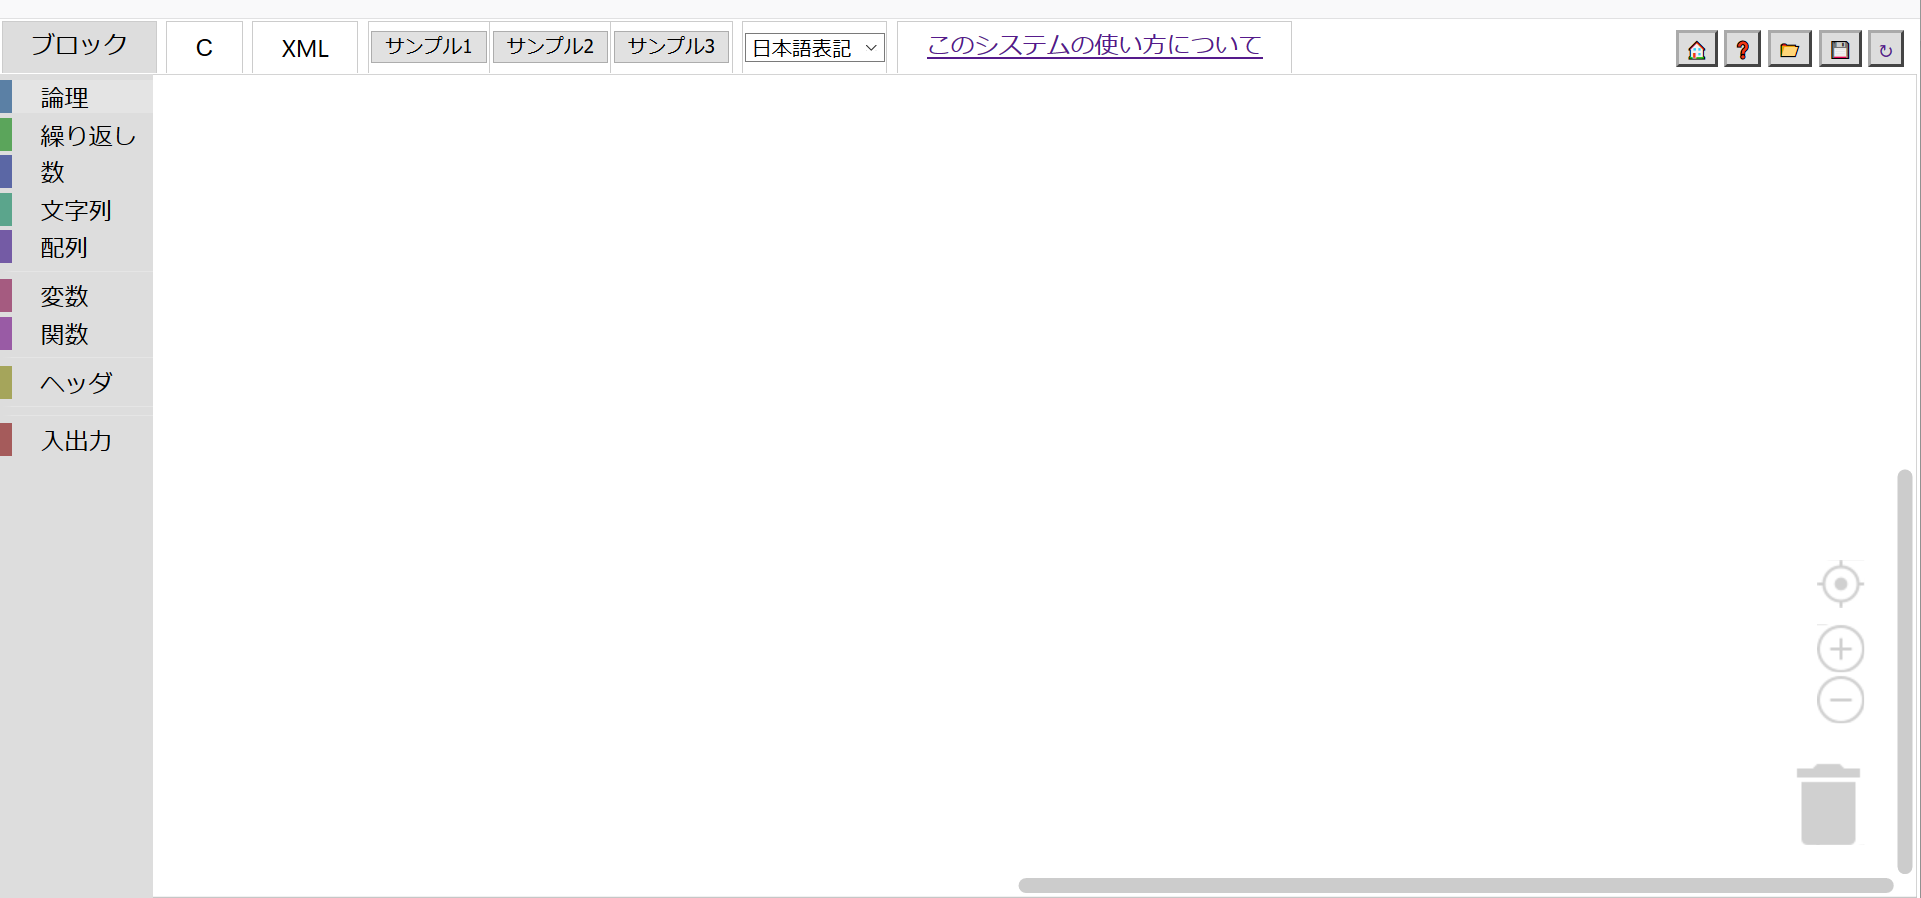 ブロック C XML サンプル1 サンプル2 サンプル3 日本語表記 このシステムの使い方について
論理
繰り返し
数
文字列
配列
変数
関数
ヘッダ
入出力